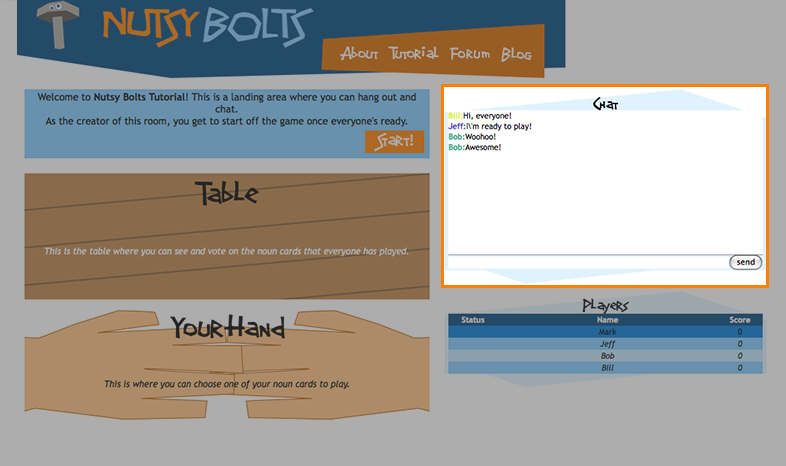 NUTSY BOLTS
About Tutorial Forum Blog
Welcome to Nutsy Bolts Tutorial! This is a landing area where you can hang out and
chat.
As the creator of this room, you get to start off the game once everyone's ready.
Start!
Table
This is the table where you can see and vote on the noun cards that everyone has played.
Your Hand
This is where you can choose one of your noun cards to play.
Chat
Bill:Hi, everyone!
Jeff:I\'m ready to play!
Bob:Woohoo!
Bob:Awesome!
send
Players
Status Name Score
Mark 0
Jeff 0
Bob 0
Bill 0